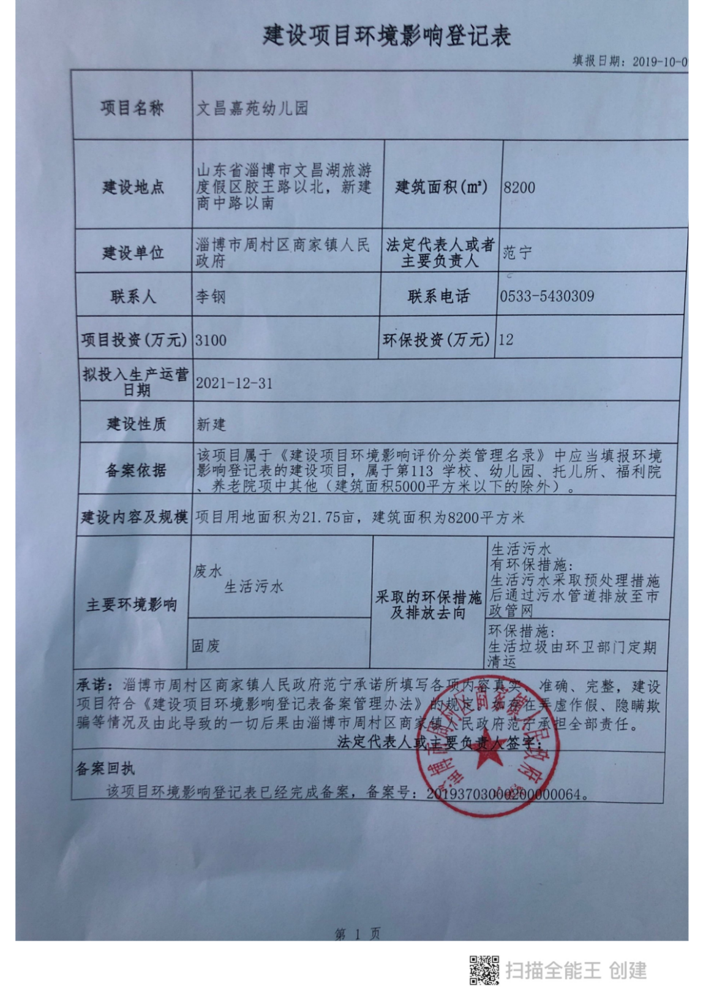 建设项目环境影响登记表
填报日期：2019-10-0
项目名称
文昌嘉苑幼儿园
建设地点
山东省淄博市文昌湖旅游
度假区胶王路以北，新建
商中路以南
建筑面积(㎡)
8200
建设单位
淄博市周村区商家镇人民
政府
法定代表人或者
主要负责人
范宁
联系人
李钢
联系电话
0533-5430309
项目投资(万元)
3100
环保投资(万元)
12
拟投入生产运营
日期
2021-12-31
建设性质
新建
备案依据
该项目属于《建设项目环境影响评价分类管理名录》中应当填报环境
影响登记表的建设项目，属于第113 学校、幼儿园、托儿所、福利院
、养老院项中其他（建筑面积5000平方米以下的除外）。
建设内容及规模
项目用地面积为21.75亩，建筑面积为8200平方米
主要环境影响
废水
生活污水
固废
采取的环保措施
及排放去向
生活污水
有环保措施:
生活污水采取预处理措施
后通过污水管道排放至市
政管网
环保措施:
生活垃圾由环卫部门定期
清运
承诺：淄博市周村区商家镇人民政府范宁承诺所填写各项内容真实、准确、完整，建设
项目符合《建设项目环境影响登记表备案管理办法》的规定。如存在弄虚作假、隐瞒欺
骗等情况及由此导致的一切后果由淄博市周村区商家镇人民政府范宁承担全部责任。
法定代表人或主要负责人签字：
淄博市周村区商家镇人民政府
备案回执
该项目环境影响登记表已经完成备案，备案号：201937030002000000​64。
第 1 页
扫描全能王 创建